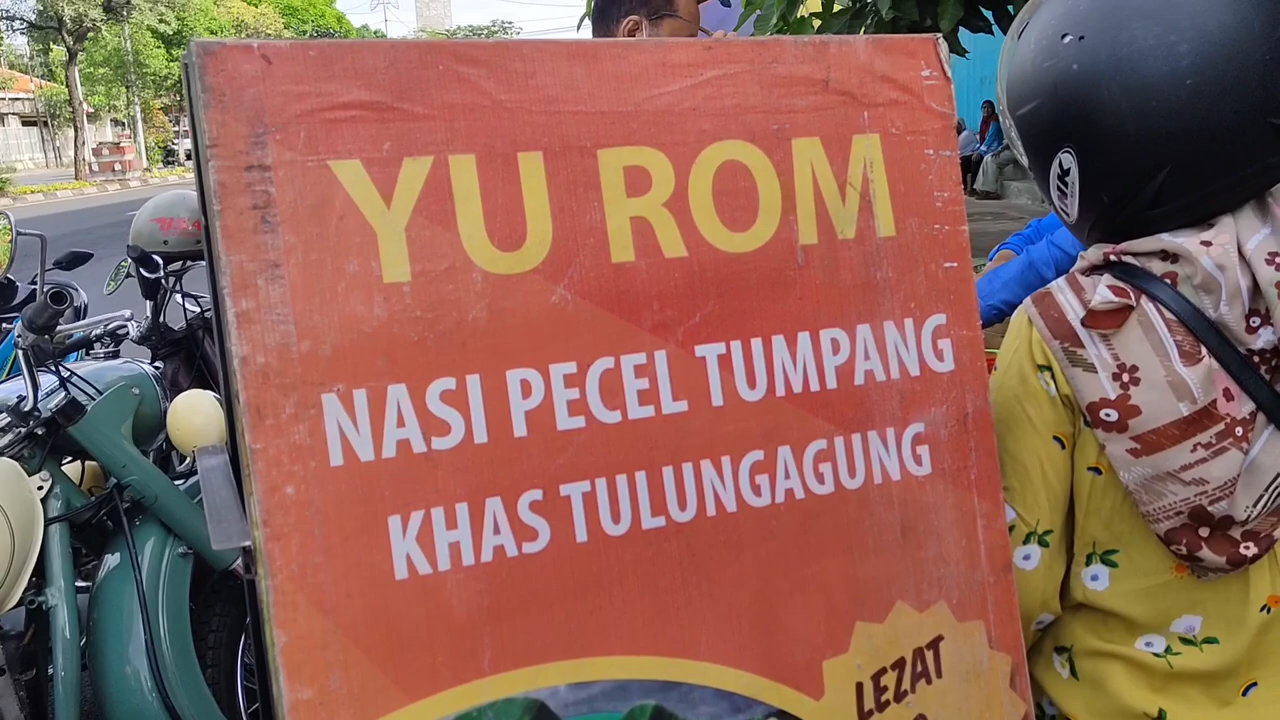 YU ROM
NASI PECEL TUMPANG
KHAS TULUNGAGUNG
LEZAT